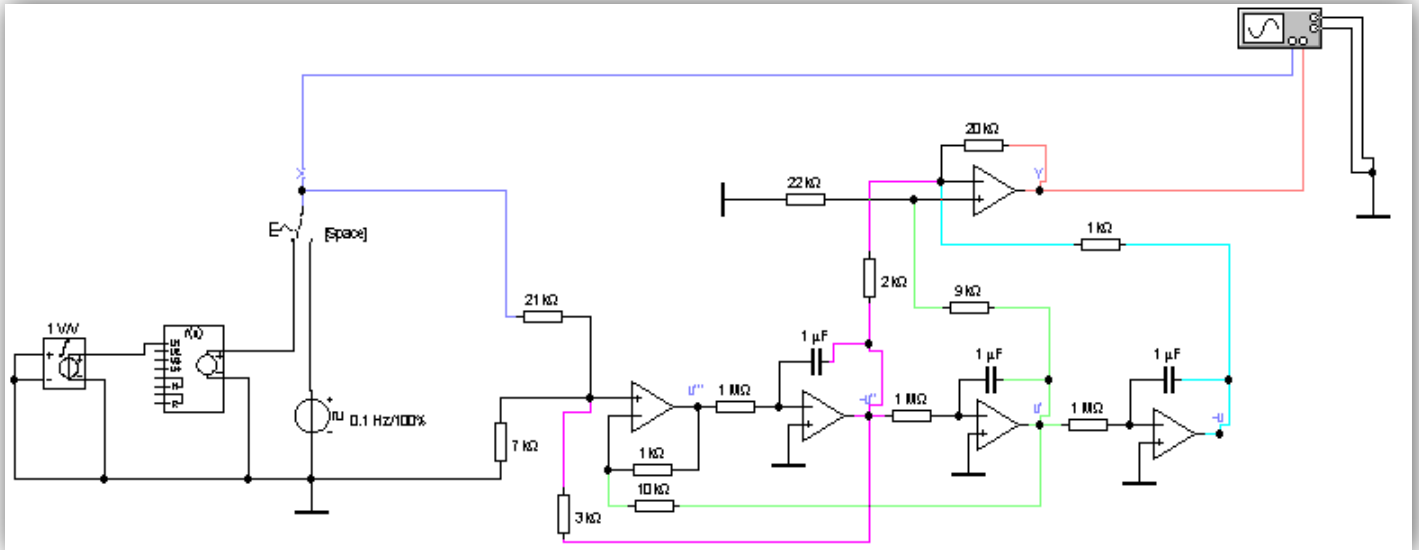 X
20 kΩ
Y
22 kΩ
E
[Space]
1 kΩ
2 kΩ
9 kΩ
21 kΩ
1 V/V
f(u)
1 µF
1 µF
1 µF
+
-
+
0.1 Hz/100%
-
u'''
1 MΩ
-u''
1 MΩ
u'
1 MΩ
-u
7 kΩ
1 kΩ
10 kΩ
3 kΩ